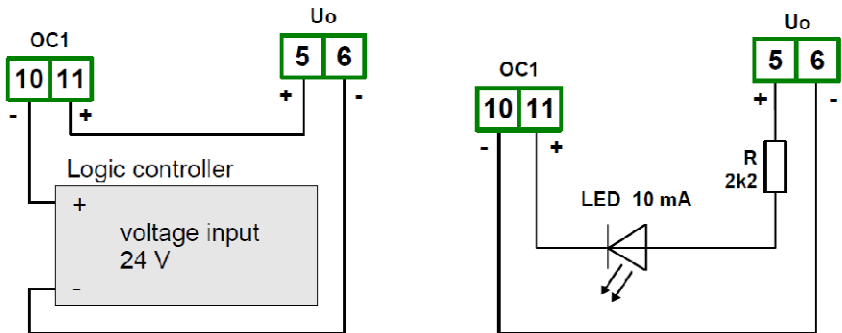 Uo
OC1
5 6
10 11
+ -
- +
Logic controller
+
voltage input
24 V
-
Uo
5 6
OC1
10 11
+ -
- +
R
2k2
LED 10 mA